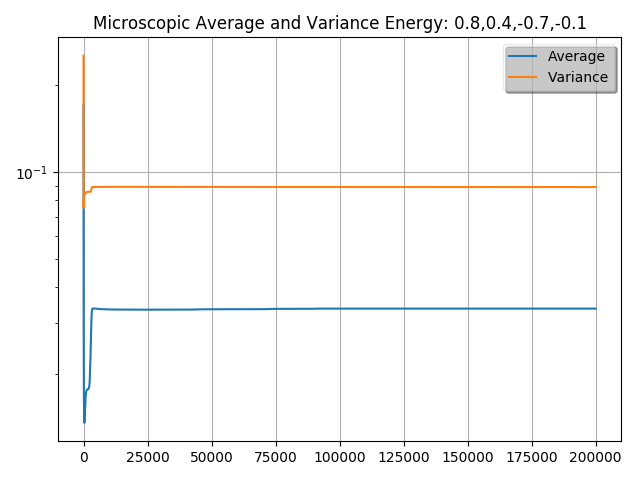 Microscopic Average and Variance Energy: 0.8,0.4,-0.7,-0.1
Average
Variance
10⁻¹
0 25000 50000 75000 100000 125000 150000 175000 200000